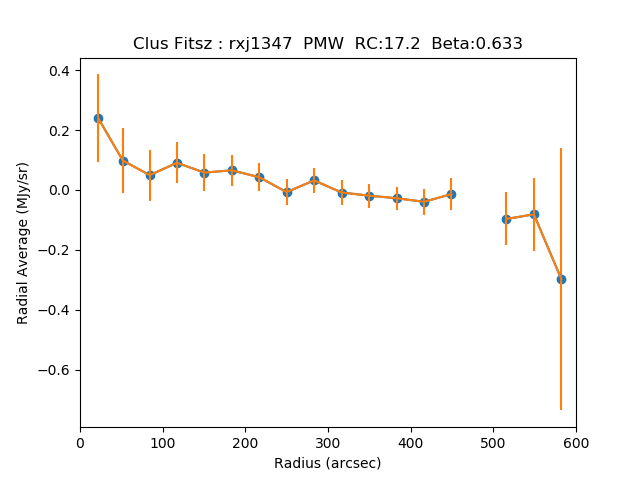 Clus Fitsz : rxj1347  PMW  RC:17.2  Beta:0.633
0.4
0.2
0.0
−0.2
−0.4
−0.6
Radial Average (MJy/sr)
0 100 200 300 400 500 600
Radius (arcsec)